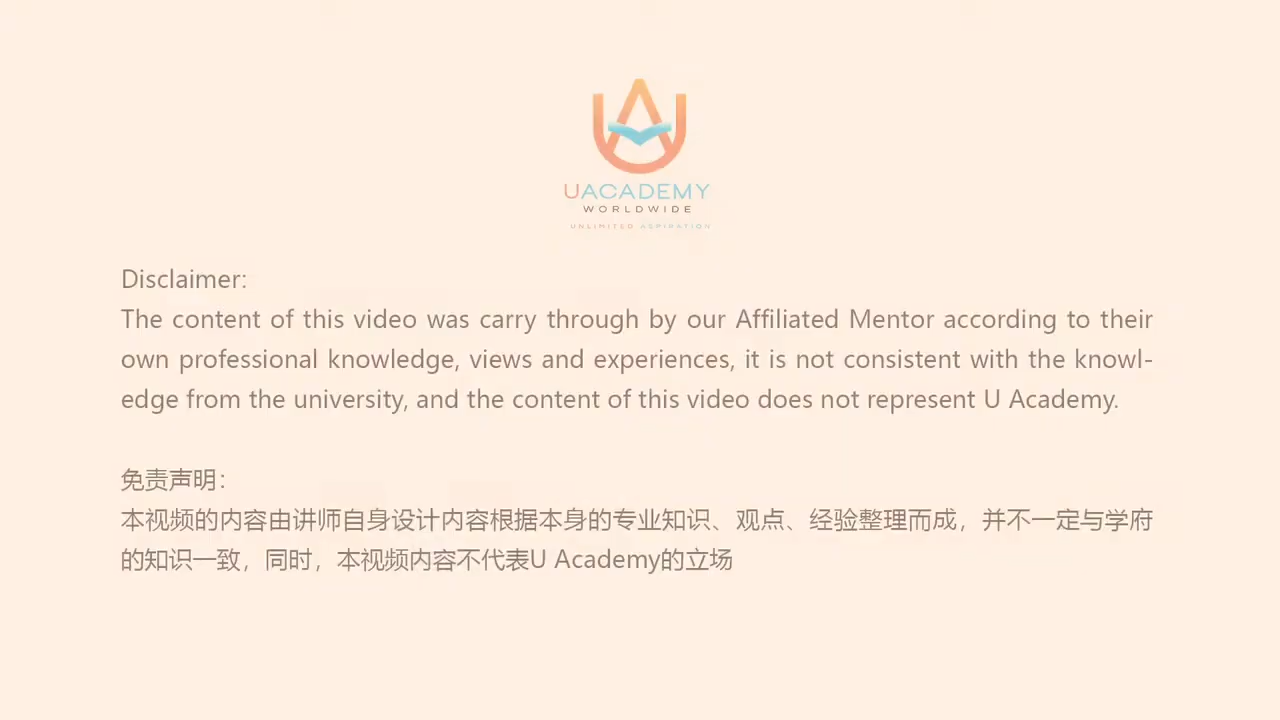 UACADEMY
WORLDWIDE
UNLIMITED ASPIRATION
Disclaimer:
The content of this video was carry through by our Affiliated Mentor according to their
own professional knowledge, views and experiences, it is not consistent with the knowl-
edge from the university, and the content of this video does not represent U Academy.
免责声明：
本视频的内容由讲师自身设计内容根据本身的专业知识、观点、经验整理而成，并不一定与学府
的知识一致，同时，本视频内容不代表U Academy的立场